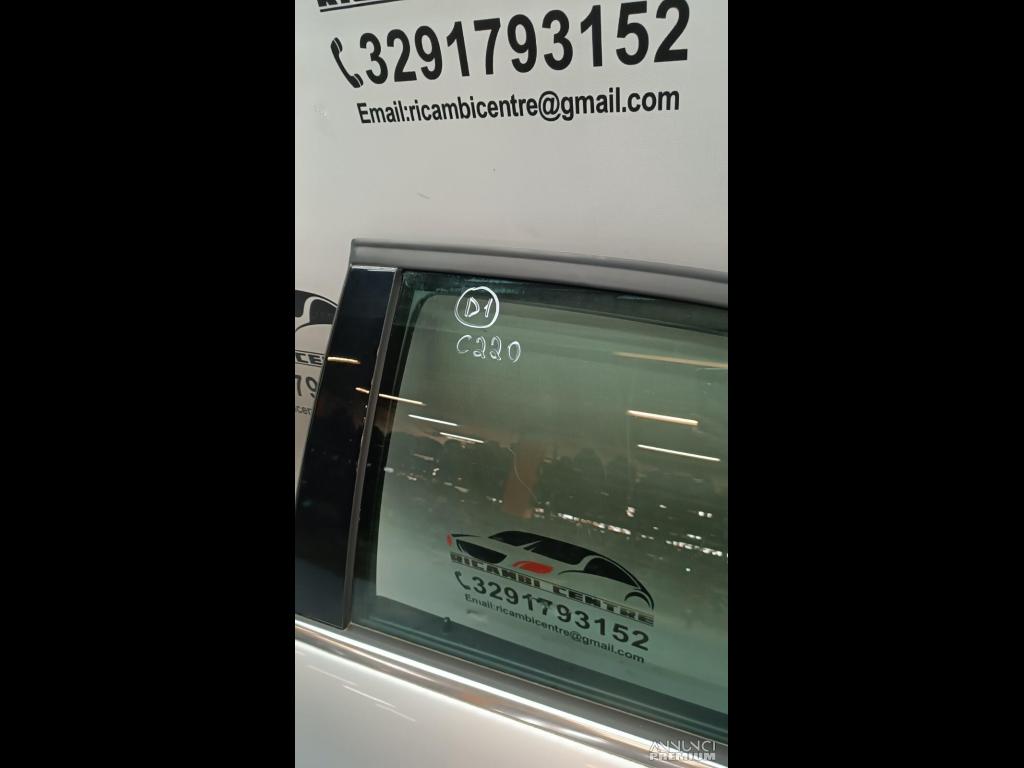 3291793152
Email:ricambicentre@gmail.com
D1
C220
RICAMBI CENTRE
3291793152
Email:ricambicentre@gmail.com
ANNUNCI
PREMIUM